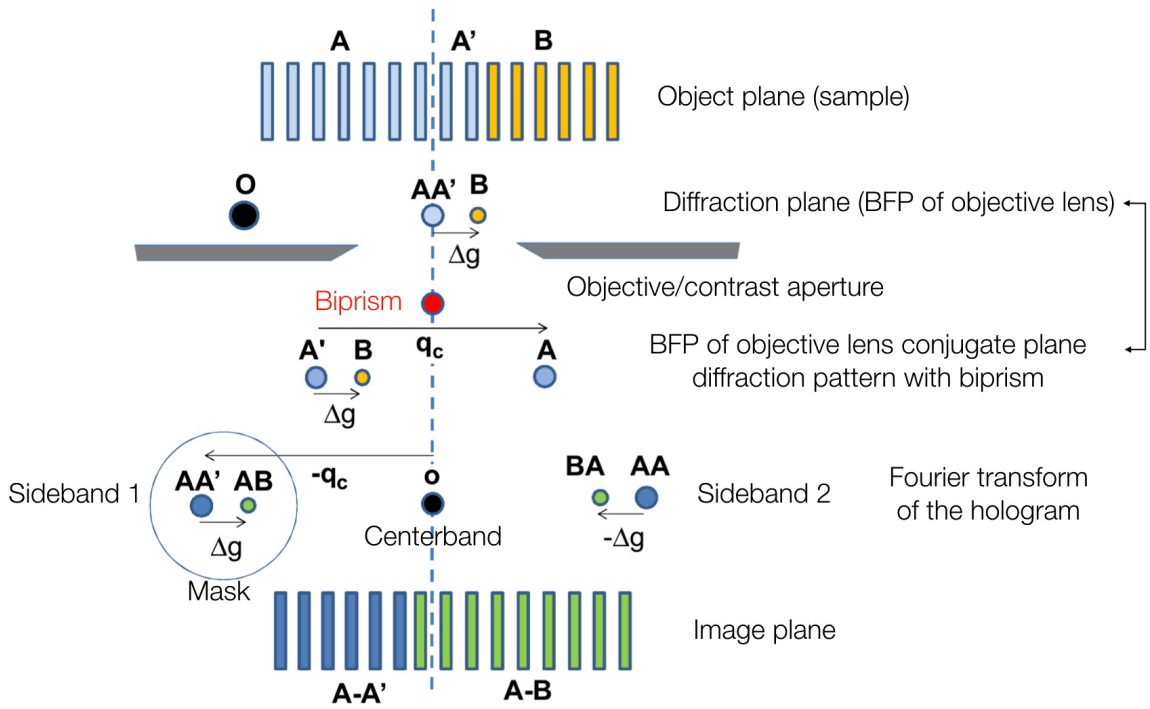 A
A'
B
Object plane (sample)
O
AA'
B
Diffraction plane (BFP of objective lens)
Δg
Objective/contrast aperture
Biprism
qc
A'
B
A
BFP of objective lens conjugate plane
diffraction pattern with biprism
Δg
-qc
o
AA'
AB
BA
AA
Sideband 1
Sideband 2
Fourier transform
of the hologram
Δg
Centerband
-Δg
Mask
Image plane
A-A'
A-B